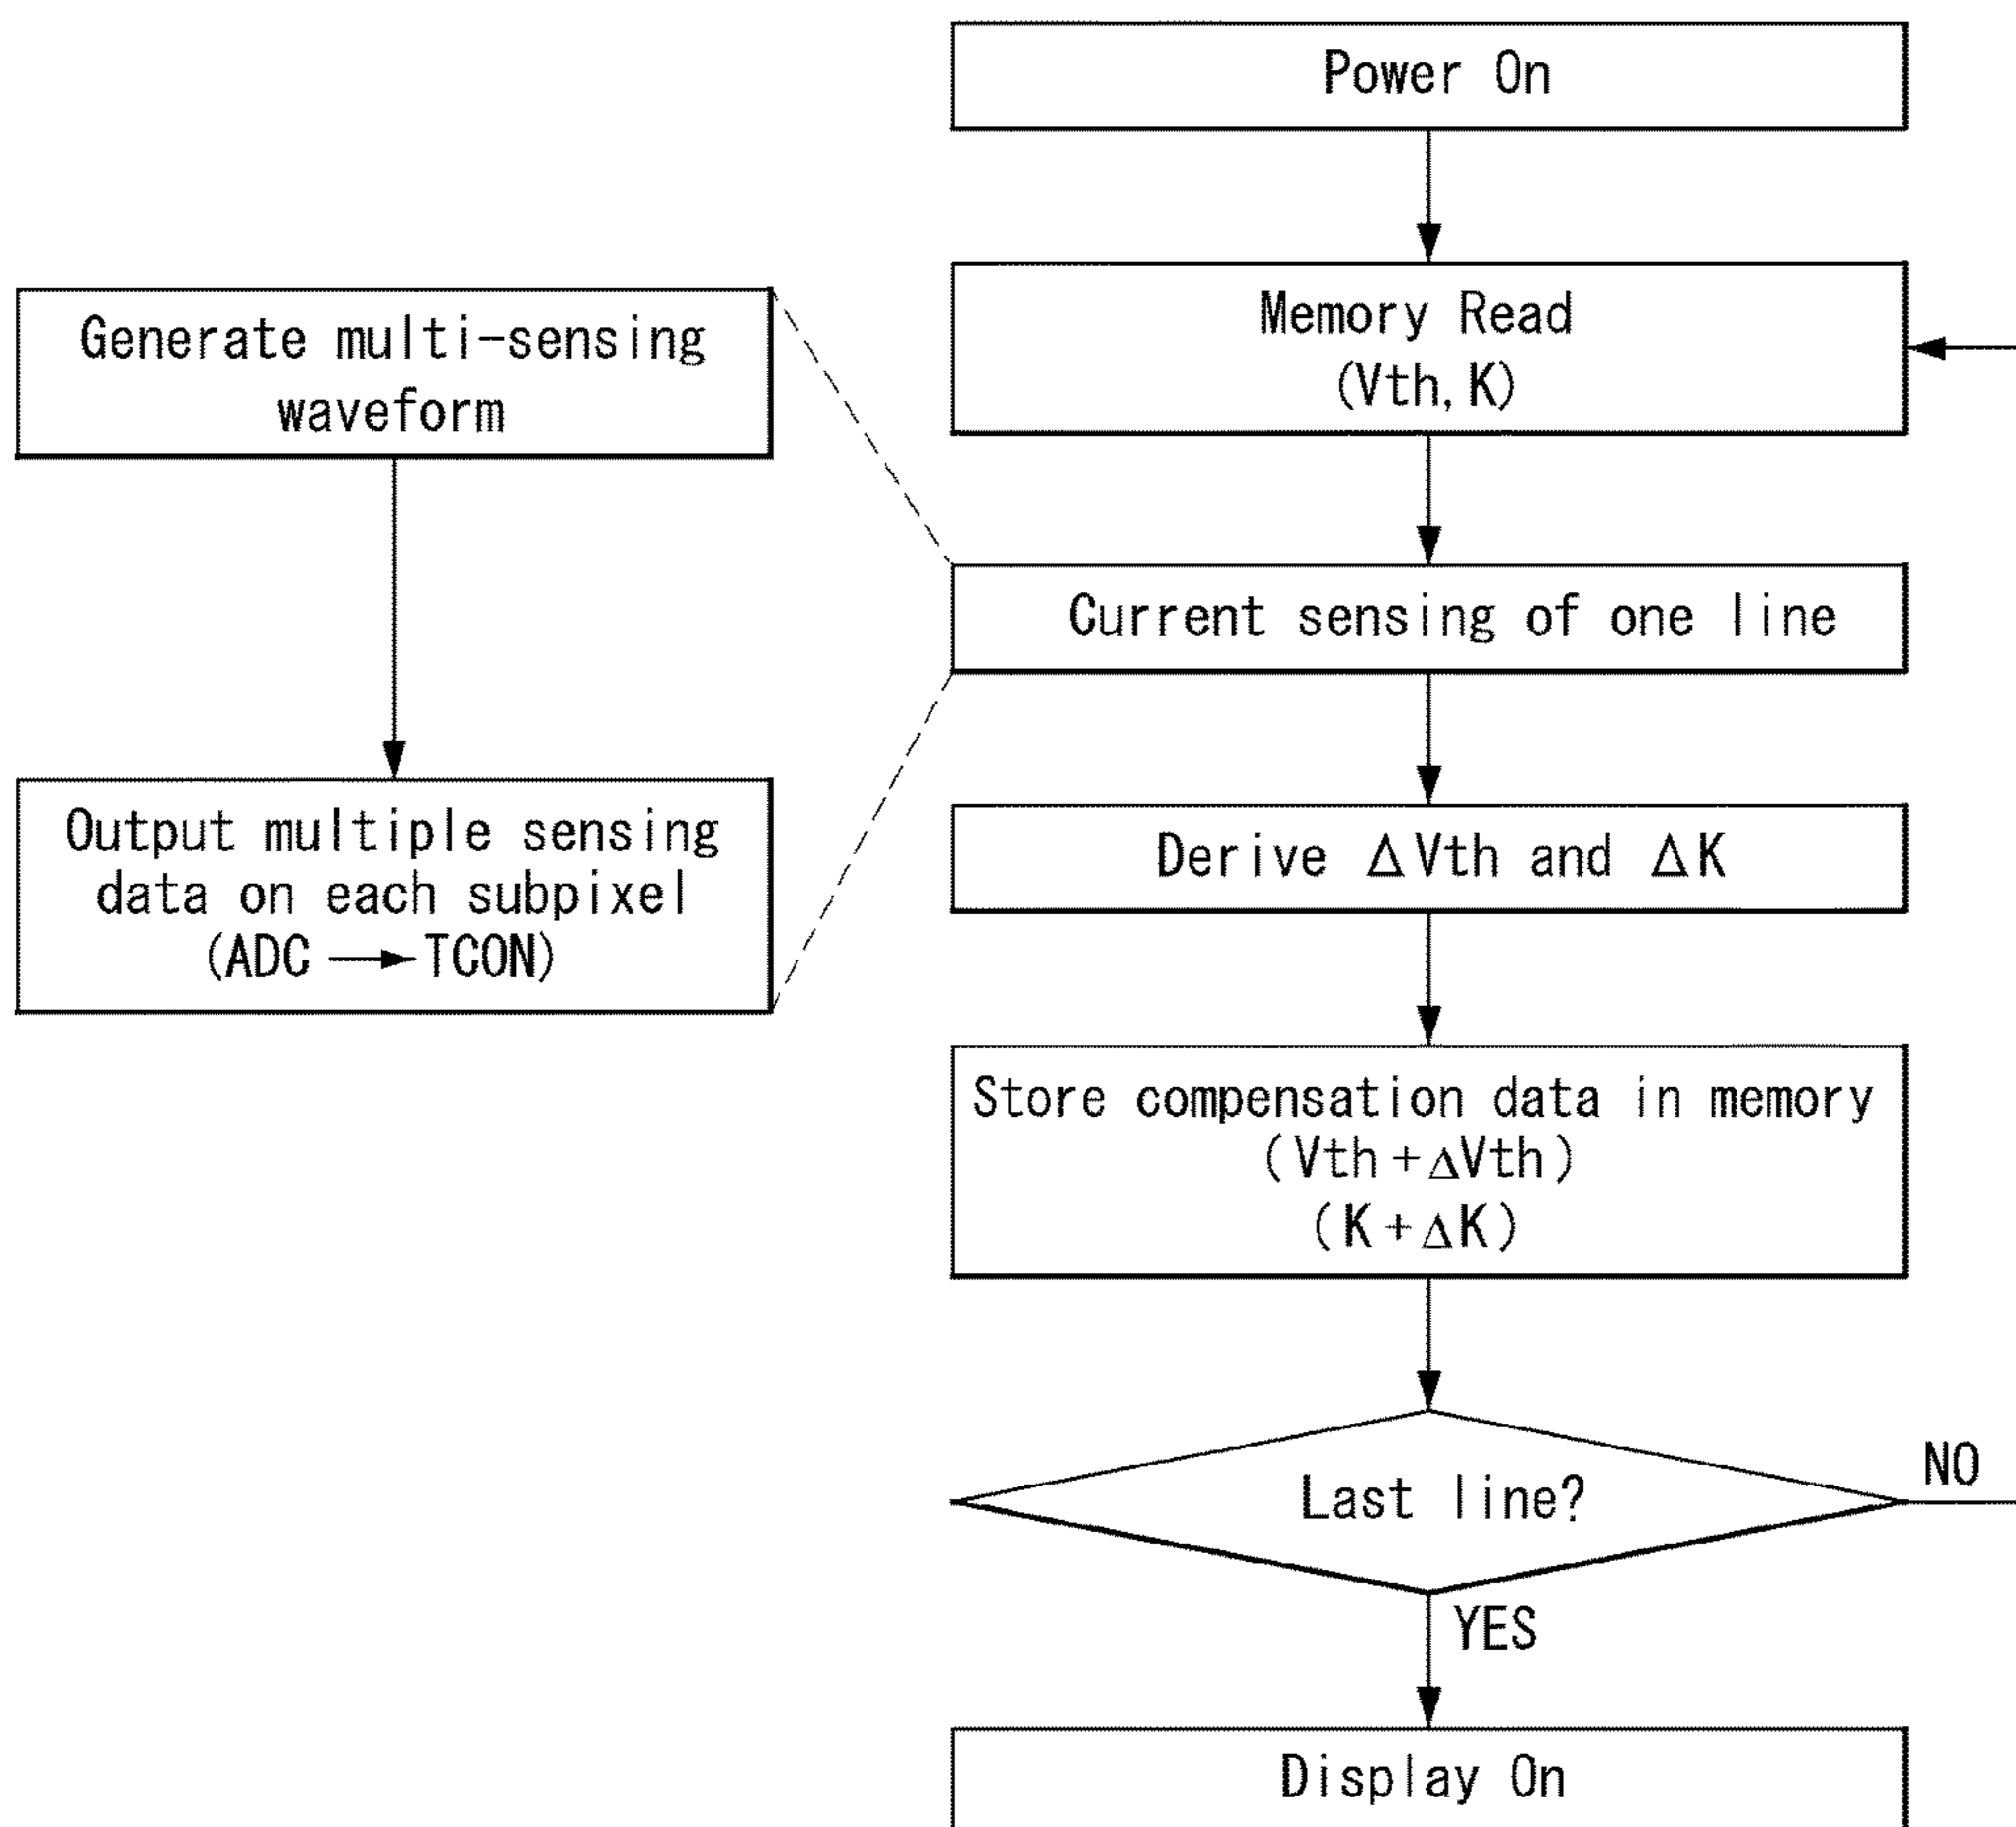 Power On
Memory Read
(Vth, K)
Generate multi-sensing
waveform
Current sensing of one line
Output multiple sensing
data on each subpixel
(ADC → TCON)
Derive ΔVth and ΔK
Store compensation data in memory
(Vth+ΔVth)
(K+ΔK)
Last line?
NO
YES
Display On